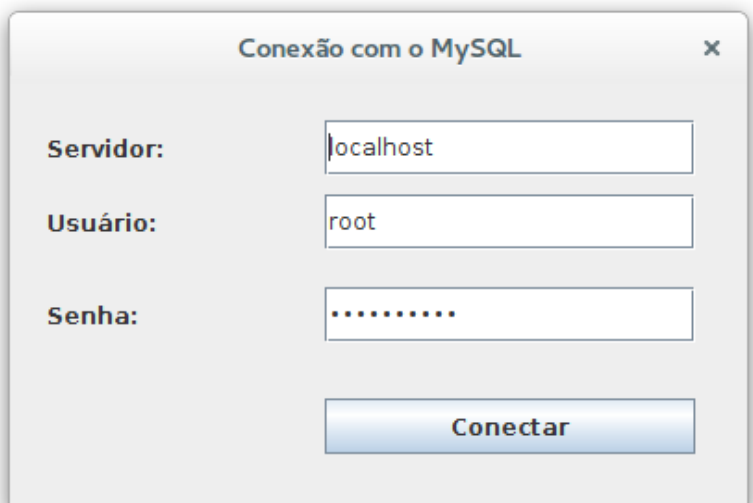 Conexão com o MySQL ×
Servidor: localhost
Usuário: root
Senha: ••••••••••
Conectar